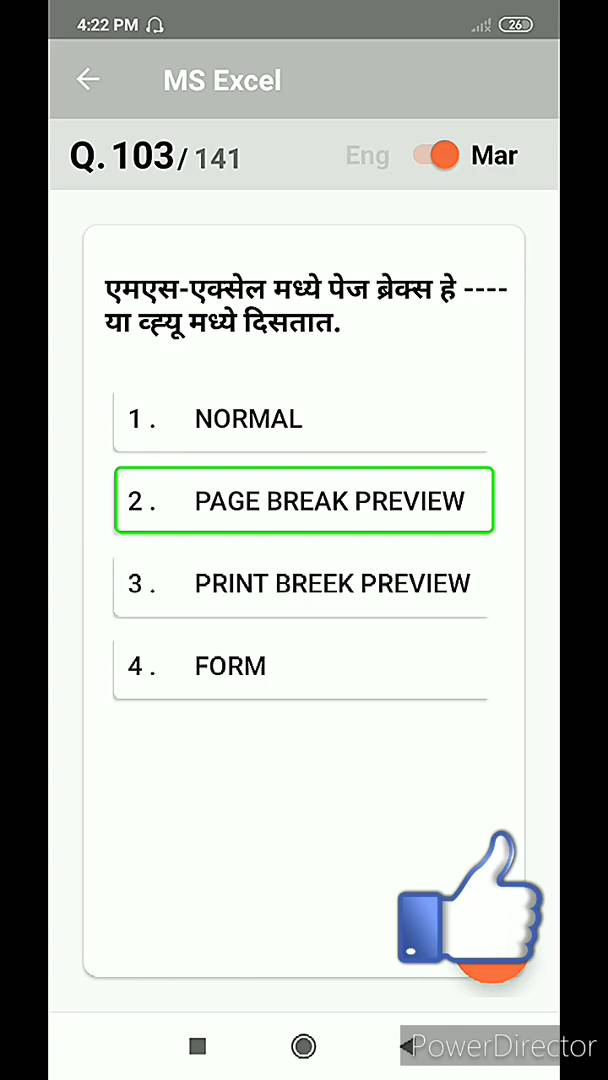 4:22 PM 26
MS Excel
Q. 103/ 141 Eng Mar
एमएस-एक्सेल मध्ये पेज ब्रेक्स हे ----
या व्ह्यू मध्ये दिसतात.
1. NORMAL
2. PAGE BREAK PREVIEW
3. PRINT BREEK PREVIEW
4. FORM
PowerDirector